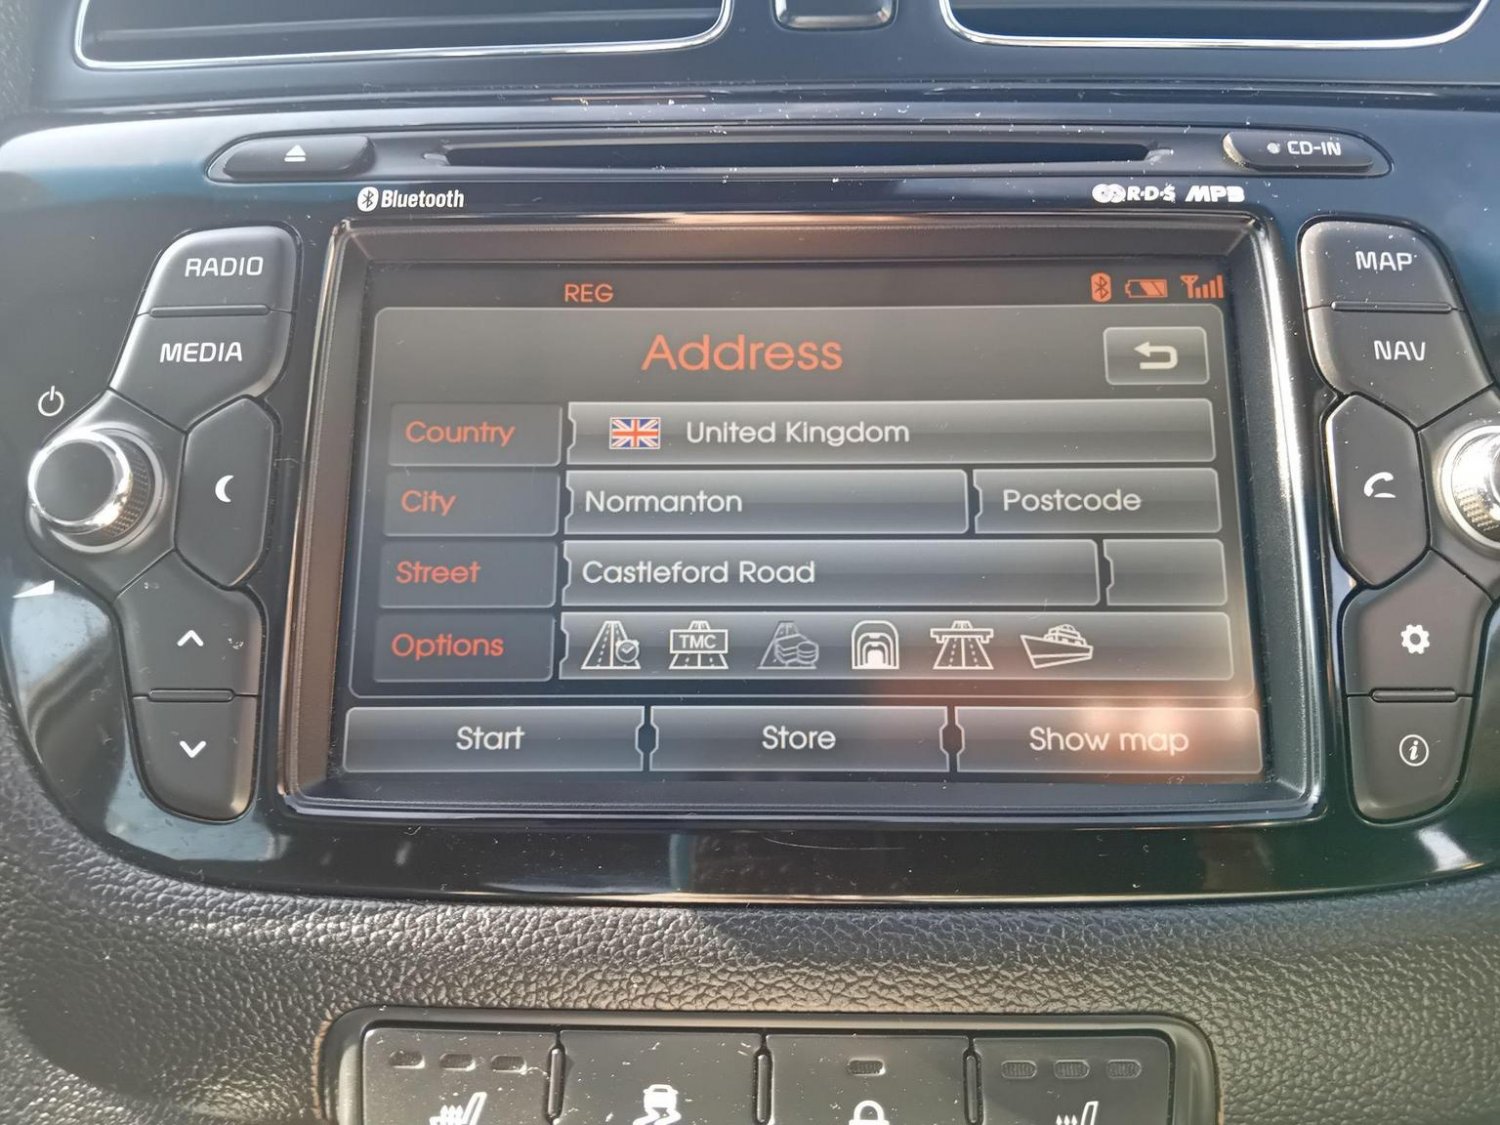 CD-IN
Bluetooth
R·D·S MP3
RADIO
MAP
REG
MEDIA
Address
NAV
Country
United Kingdom
City
Normanton
Postcode
Street
Castleford Road
Options
TMC
Start
Store
Show map
i